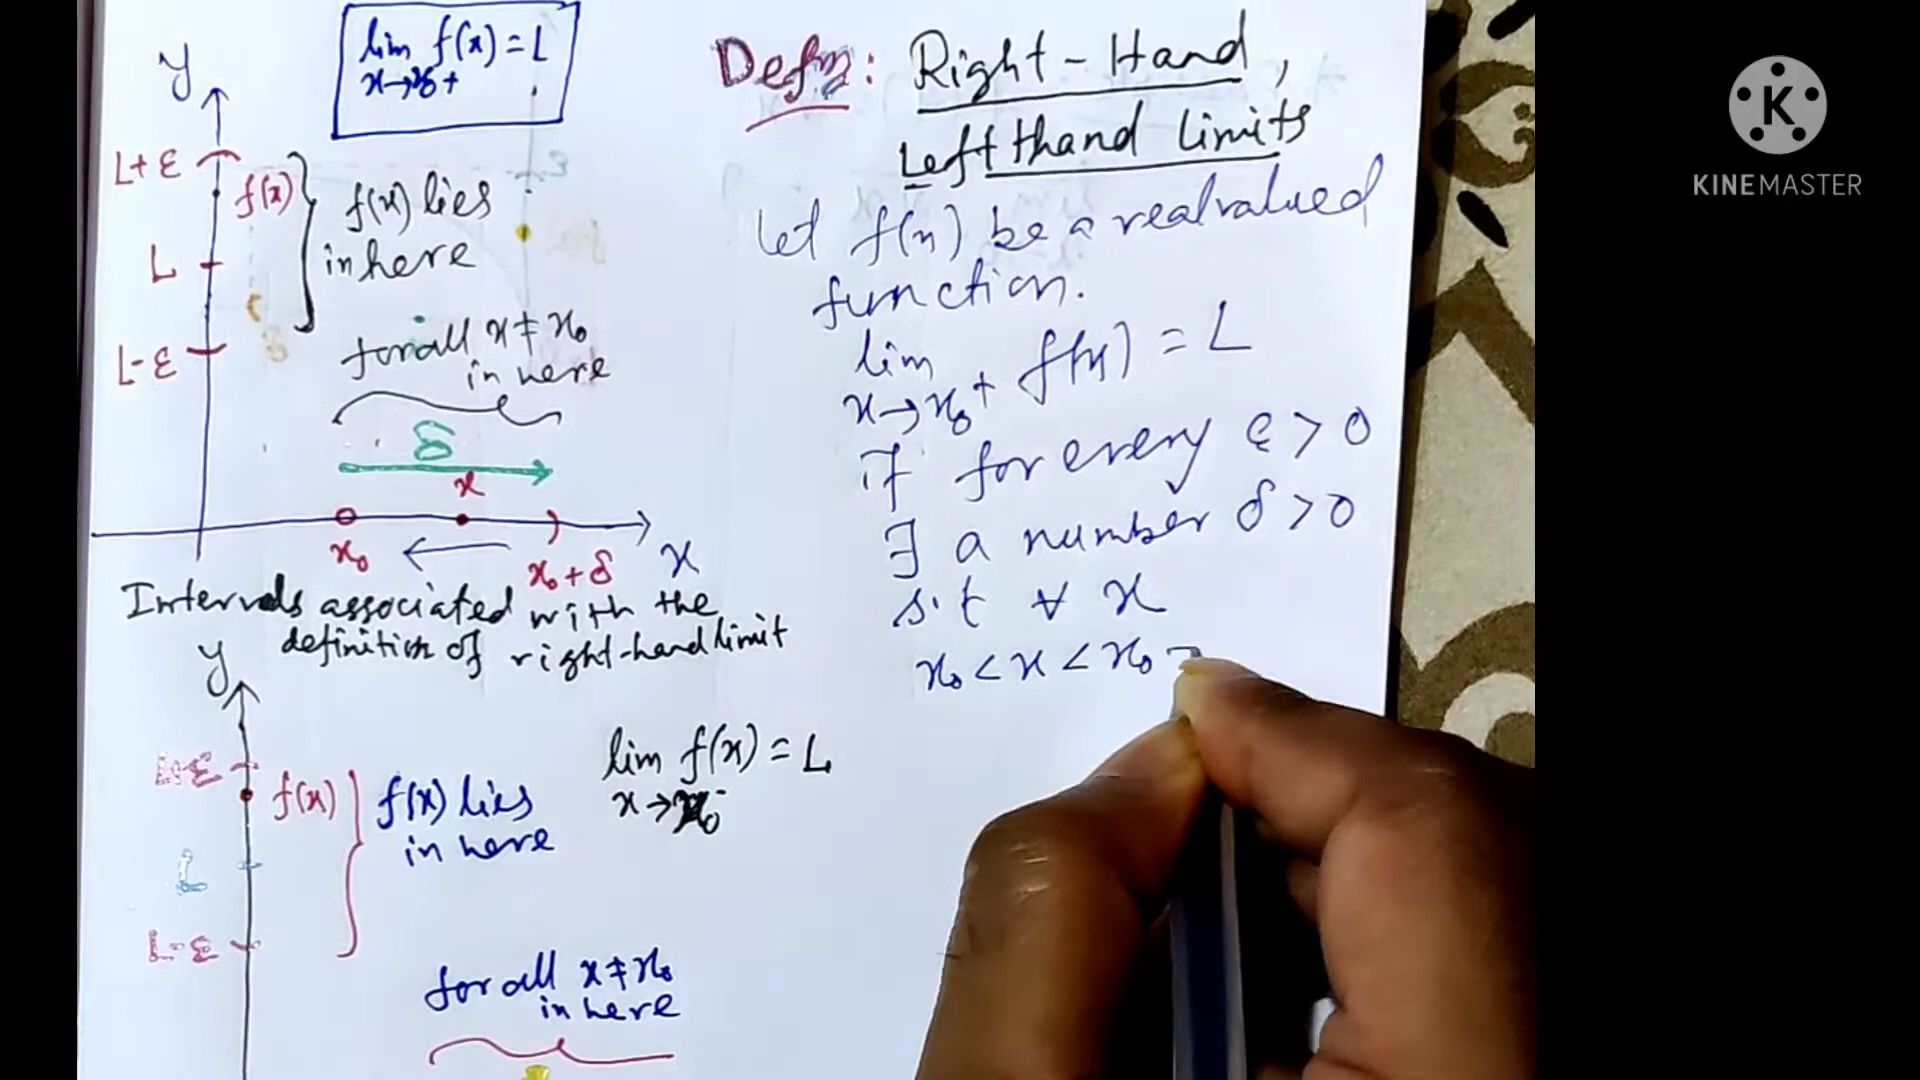 lim f(x) = L
x→x₀+
y
L+ε
f(x)
f(x) lies
in here
L
L-ε
for all x ≠ x₀
in here
δ
x
x₀
x₀+δ
x
Intervals associated with the
definition of right-hand limit
y
L+ε
f(x)
f(x) lies
in here
L
L-ε
lim f(x) = L
x→x₀⁻
for all x ≠ x₀
in here
Defn: Right-Hand,
Left hand Limits
Let f(x) be a real valued
function.
lim f(x) = L
x→x₀+
if for every ε > 0
∃ a number δ > 0
s.t ∀ x
x₀ < x < x₀
K
KINEMASTER